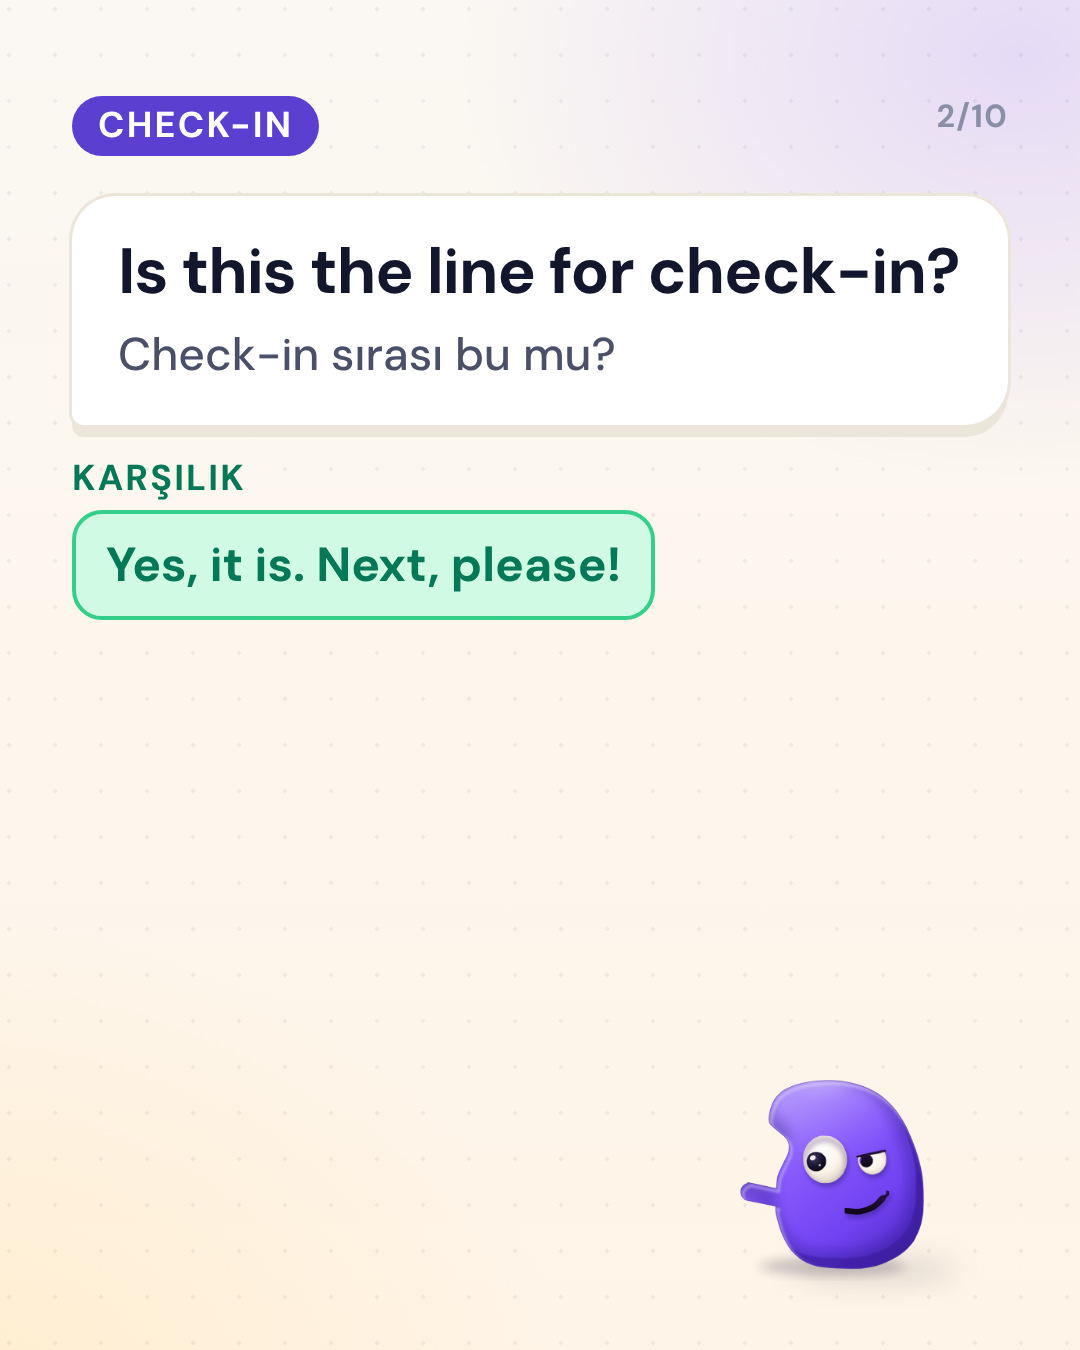 CHECK-IN
2/10
Is this the line for check-in?
Check-in sırası bu mu?
KARŞILIK
Yes, it is. Next, please!